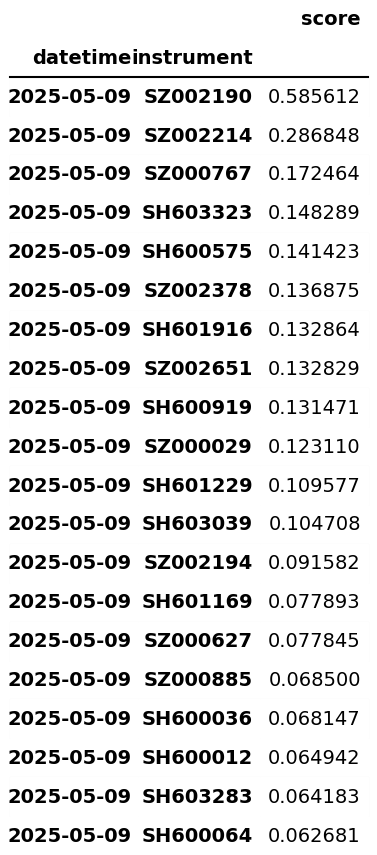 score
datetime instrument
2025-05-09 SZ002190 0.585612
2025-05-09 SZ002214 0.286848
2025-05-09 SZ000767 0.172464
2025-05-09 SH603323 0.148289
2025-05-09 SH600575 0.141423
2025-05-09 SZ002378 0.136875
2025-05-09 SH601916 0.132864
2025-05-09 SZ002651 0.132829
2025-05-09 SH600919 0.131471
2025-05-09 SZ000029 0.123110
2025-05-09 SH601229 0.109577
2025-05-09 SH603039 0.104708
2025-05-09 SZ002194 0.091582
2025-05-09 SH601169 0.077893
2025-05-09 SZ000627 0.077845
2025-05-09 SZ000885 0.068500
2025-05-09 SH600036 0.068147
2025-05-09 SH600012 0.064942
2025-05-09 SH603283 0.064183
2025-05-09 SH600064 0.062681